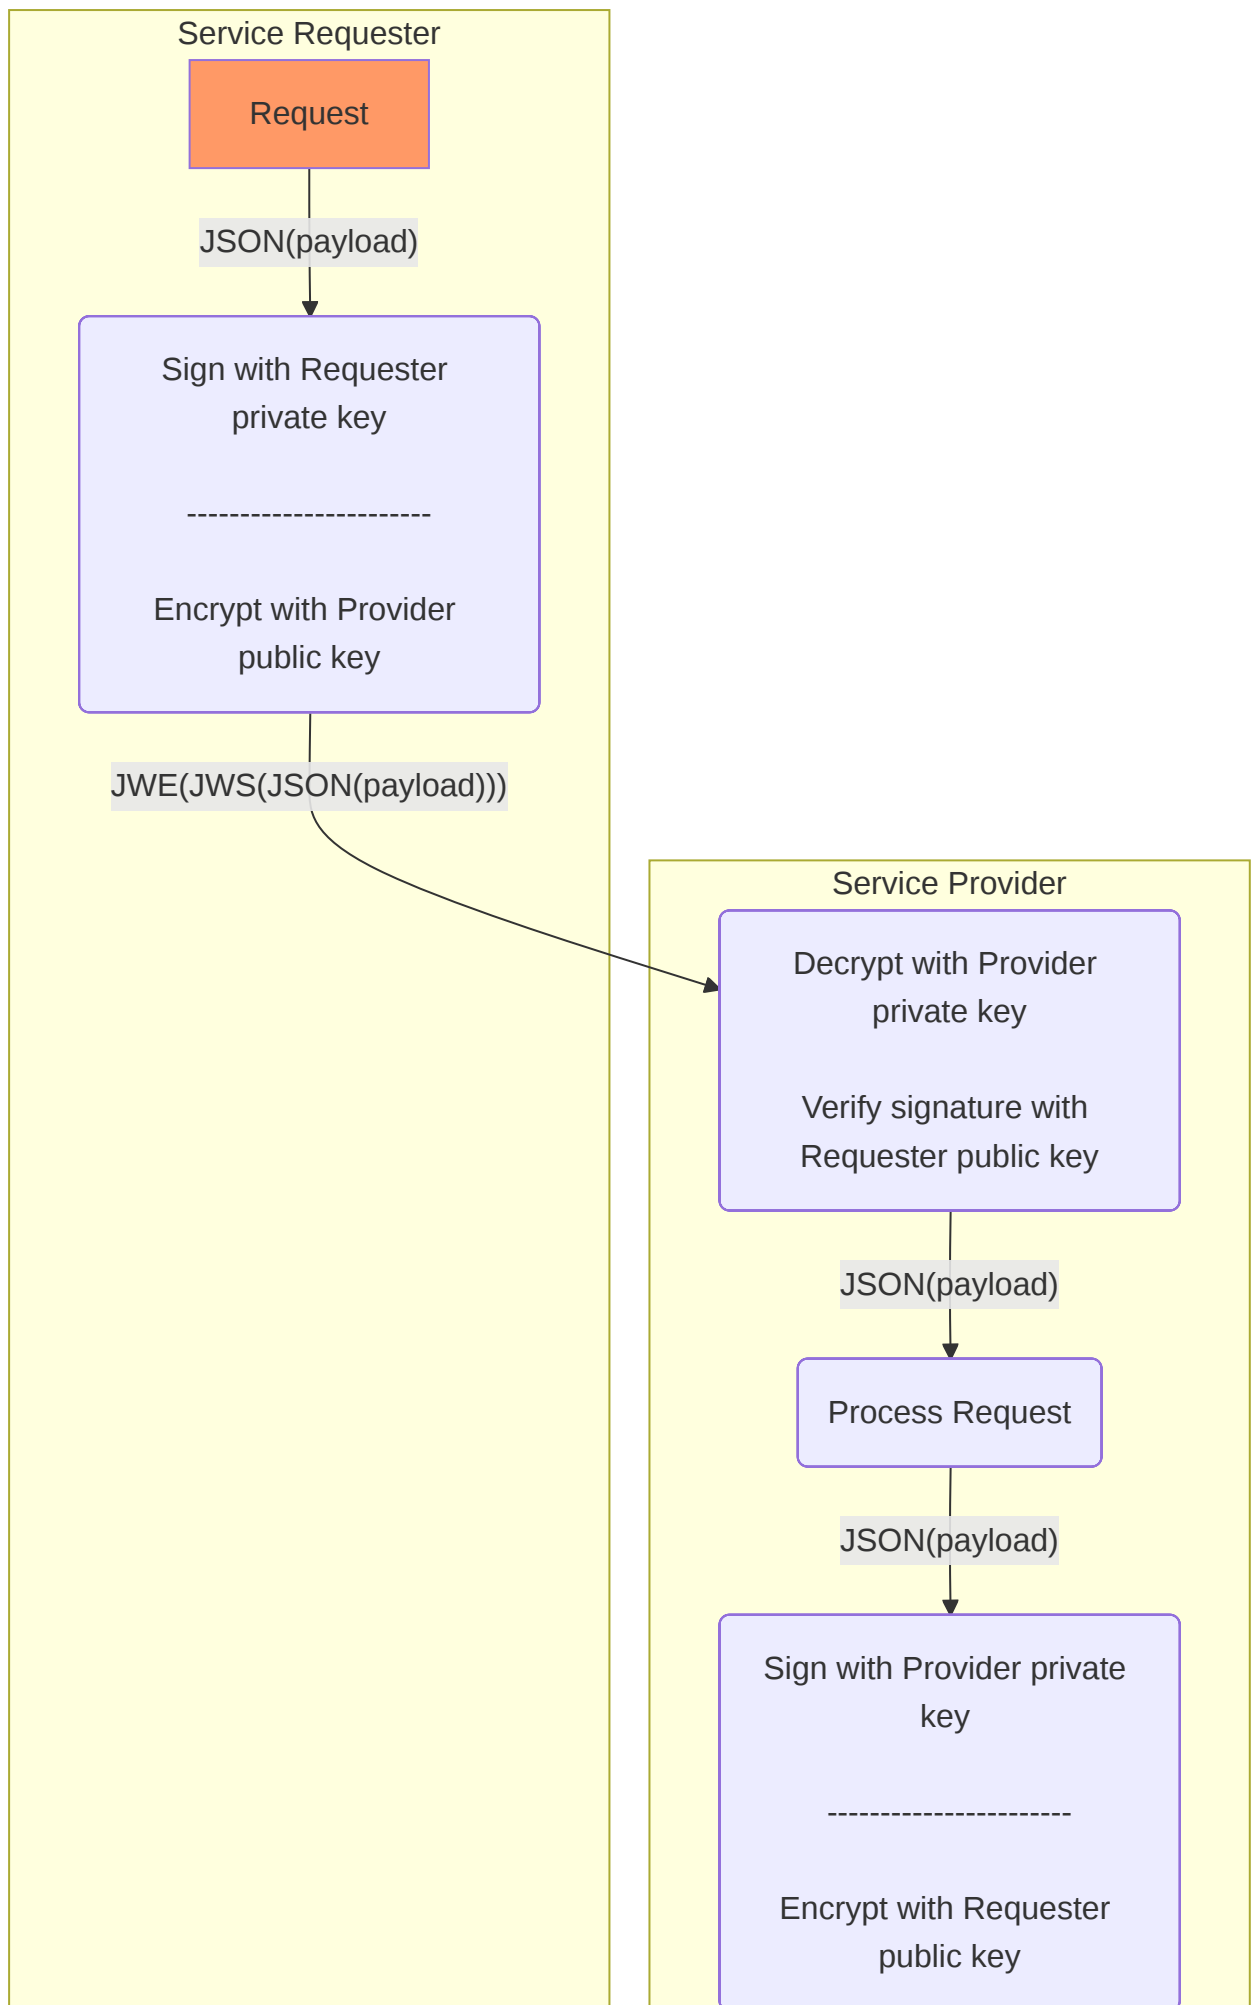 Service Requester
Request
JSON(payload)
Sign with Requester
private key
-----------------------
Encrypt with Provider
public key
JWE(JWS(JSON(payload)))
Service Provider
Decrypt with Provider
private key
Verify signature with
Requester public key
JSON(payload)
Process Request
JSON(payload)
Sign with Provider private
key
-----------------------
Encrypt with Requester
public key